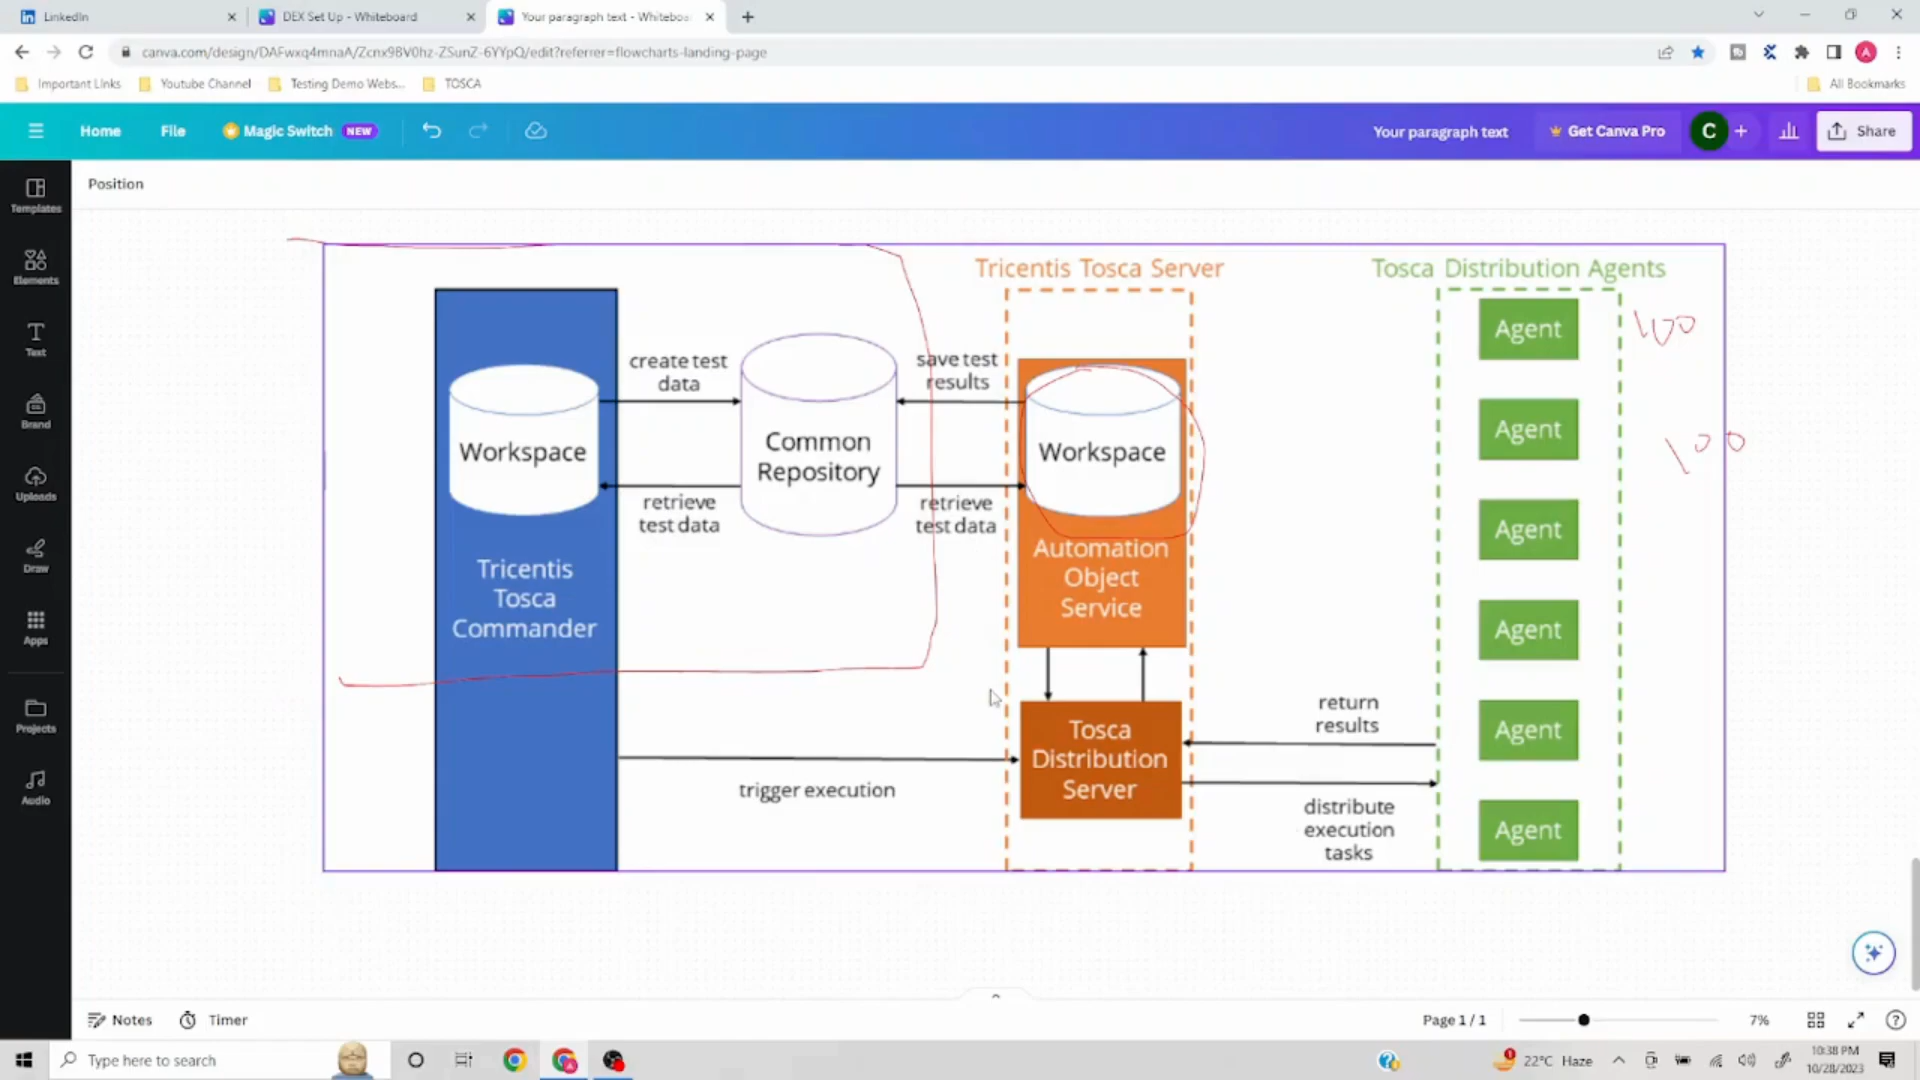 LinkedIn
DEX Set Up - Whiteboard
Your paragraph text - Whiteboa
canva.com/design/DAFwxq4mnaA/Zcnx98V0hz-ZSunZ-6YYpQ/edit?referrer=flowcharts-landing-page
A
Important Links
Youtube Channel
Testing Demo Webs...
TOSCA
All Bookmarks
Home
File
Magic Switch
NEW
Your paragraph text
Get Canva Pro
C
Share
Position
Templates
Elements
Text
Brand
Uploads
Draw
Apps
Projects
Audio
Tricentis Tosca Server
Tosca Distribution Agents
Workspace
Tricentis
Tosca
Commander
create test
data
retrieve
test data
Common
Repository
save test
results
retrieve
test data
Workspace
Automation
Object
Service
Tosca
Distribution
Server
trigger execution
return
results
distribute
execution
tasks
Agent
Agent
Agent
Agent
Agent
Agent
100
100
Notes
Timer
Page 1 / 1
7%
Type here to search
22°C Haze
10:38 PM
10/28/2023